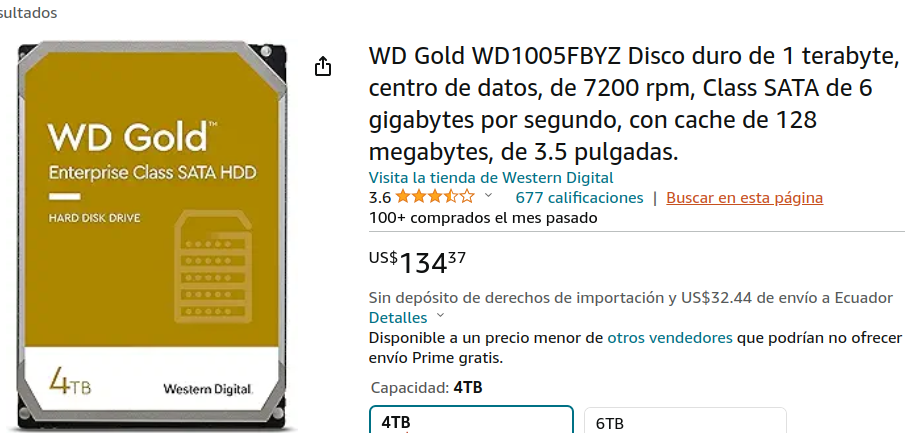 sultados
WD Gold™
Enterprise Class SATA HDD
HARD DISK DRIVE
4TB
Western Digital.
WD Gold WD1005FBYZ Disco duro de 1 terabyte,
centro de datos, de 7200 rpm, Class SATA de 6
gigabytes por segundo, con cache de 128
megabytes, de 3.5 pulgadas.
Visita la tienda de Western Digital
3.6 677 calificaciones | Buscar en esta página
100+ comprados el mes pasado
US$134.37
Sin depósito de derechos de importación y US$32.44 de envío a Ecuador
Detalles
Disponible a un precio menor de otros vendedores que podrían no ofrecer
envío Prime gratis.
Capacidad: 4TB
4TB 6TB